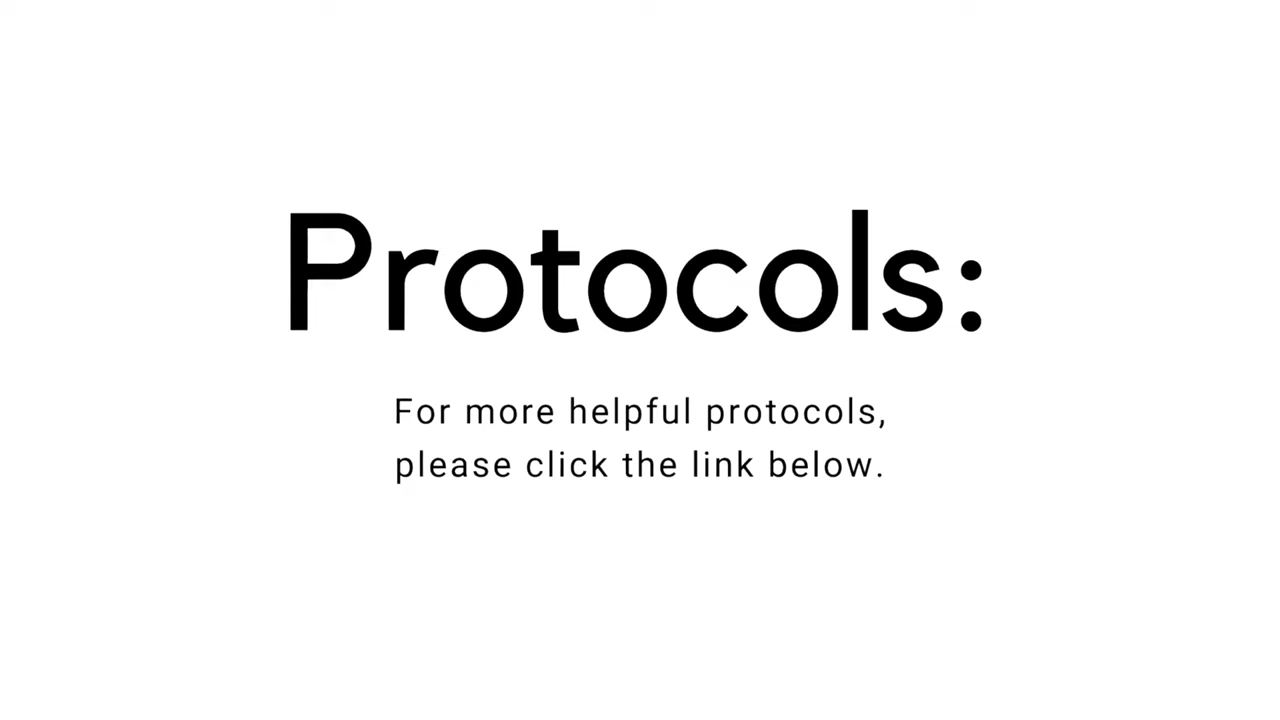 Protocols:
For more helpful protocols,
please click the link below.